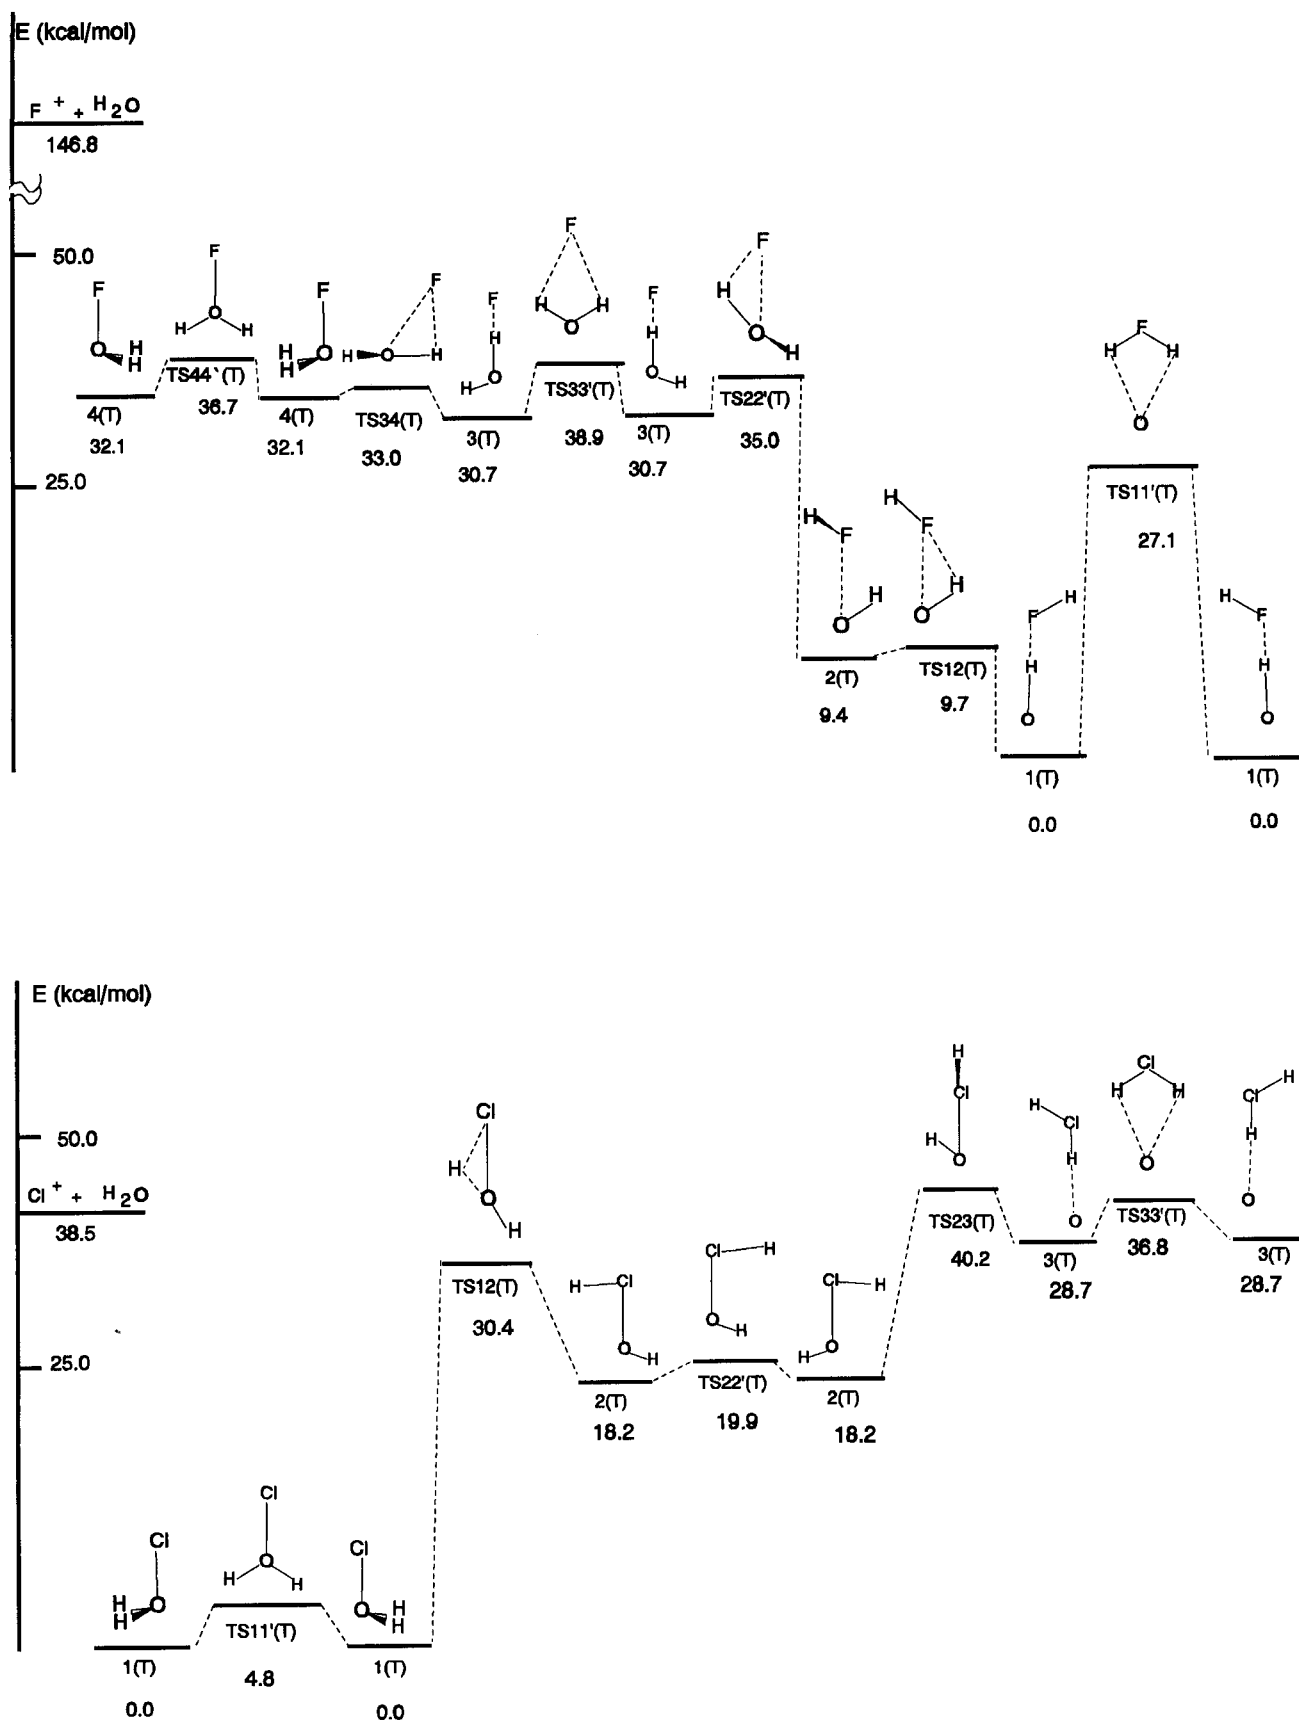 E (kcal/mol)
F + + H2O
146.8
50.0
F F F F F F F
H H H H H H H H H F H
O H H O H H O H O H O O H O H O
TS44`(T) TS33'(T) TS22'(T)
4(T) 36.7 4(T) TS34(T) 3(T) 38.9 3(T) 35.0
32.1 32.1 33.0 30.7 30.7
25.0
TS11'(T)
27.1
H F H F
O H O H
H F H F
H H
O O
2(T) TS12(T)
9.4 9.7
1(T) 1(T)
0.0 0.0
E (kcal/mol)
50.0
Cl + + H2O
38.5
Cl H Cl H Cl H Cl H Cl H
H O H H O H O O H O
TS12(T) TS23(T) TS33'(T)
30.4 40.2 3(T) 36.8 3(T)
28.7 28.7
H Cl Cl H Cl H
O H O H H O
25.0
2(T) TS22'(T) 2(T)
18.2 19.9 18.2
Cl Cl Cl
H H O H O H O H H
TS11'(T)
1(T) 4.8 1(T)
0.0 0.0